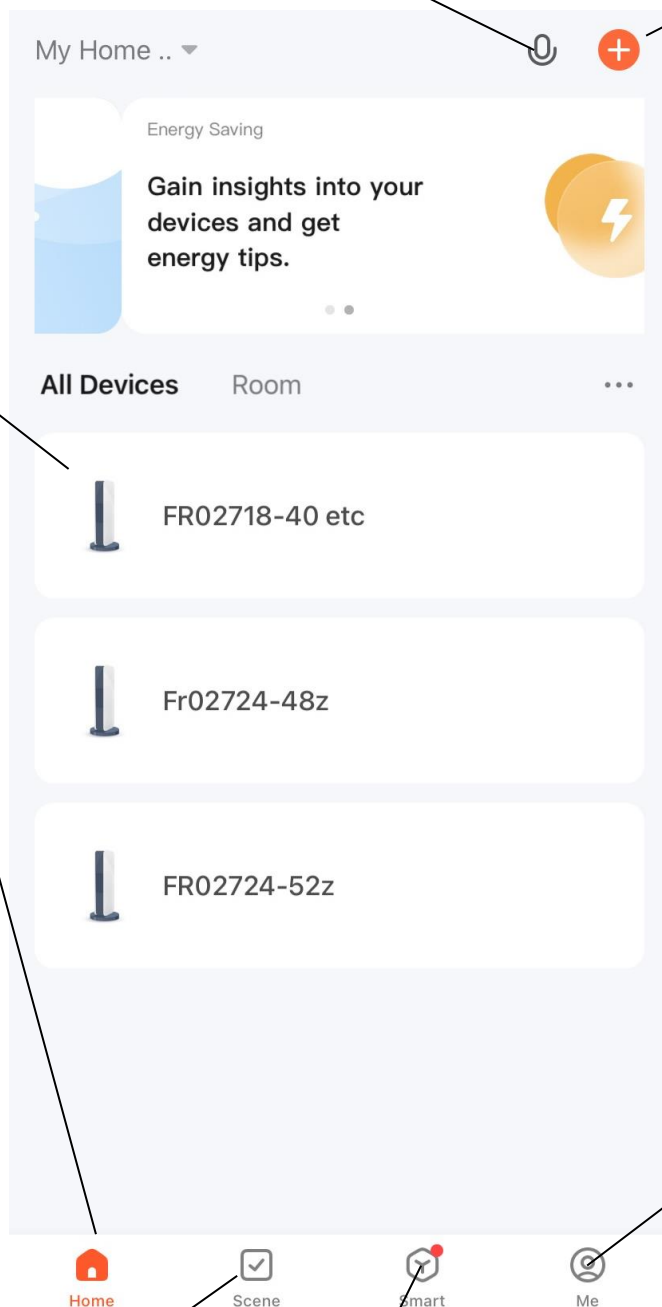 My Home ..
Energy Saving
Gain insights into your
devices and get
energy tips.
All Devices Room
FR02718-40 etc
Fr02724-48z
FR02724-52z
Home Scene Smart Me